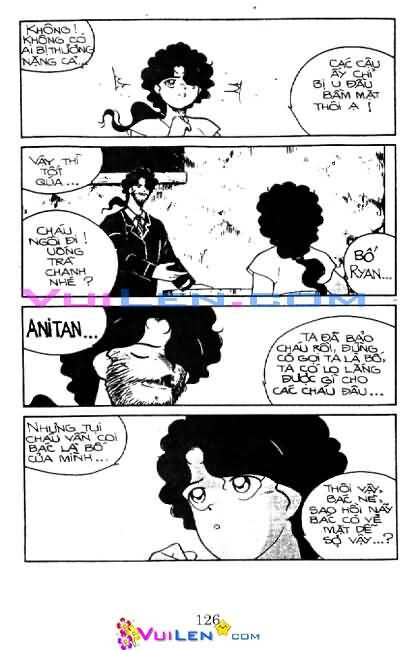 KHÔNG!
KHÔNG CÓ
AI BỊ THƯƠNG
NẶNG CẢ...
CÁC CẬU
ẤY CHỈ
BỊ U ĐẦU
BẦM MẶT
THÔI Ạ!
VẬY THÌ
TỐT
QUÁ...
CHÁU
NGỒI ĐI!
UỐNG
TRÀ
CHANH
NHÉ?
BỐ
RYAN...
VUILEN.COM
ANITAN...
TA ĐÃ BẢO
CHÁU RỒI, ĐỪNG
CÓ GỌI TA LÀ BỐ,
TA CÓ LO LẮNG
ĐƯỢC GÌ CHO
CÁC CHÁU ĐÂU...
NHƯNG TỤI
CHÁU VẪN COI
BÁC LÀ BỐ
CỦA MÌNH...
THÔI VẬY,
BÁC NÈ,
SAO HỒI NÃY
BÁC CÓ VẺ
MẶT DỄ
SỢ VẬY...?
126
VUILEN.COM